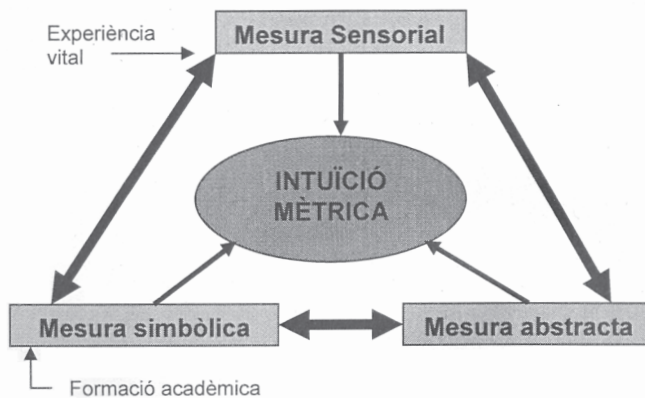 Experiència
vital
Mesura Sensorial
INTUÏCIÓ
MÈTRICA
Mesura simbòlica
Mesura abstracta
Formació acadèmica